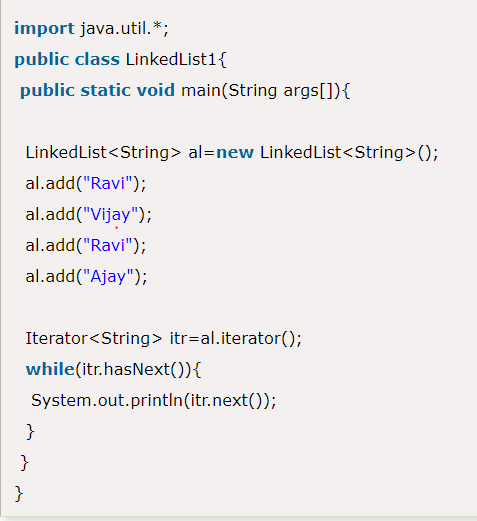 import java.util.*;
public class LinkedList1{
public static void main(String args[]){
LinkedList<String> al=new LinkedList<String>();
al.add("Ravi");
al.add("Vijay");
al.add("Ravi");
al.add("Ajay");
Iterator<String> itr=al.iterator();
while(itr.hasNext()){
System.out.println(itr.next());
}
}
}